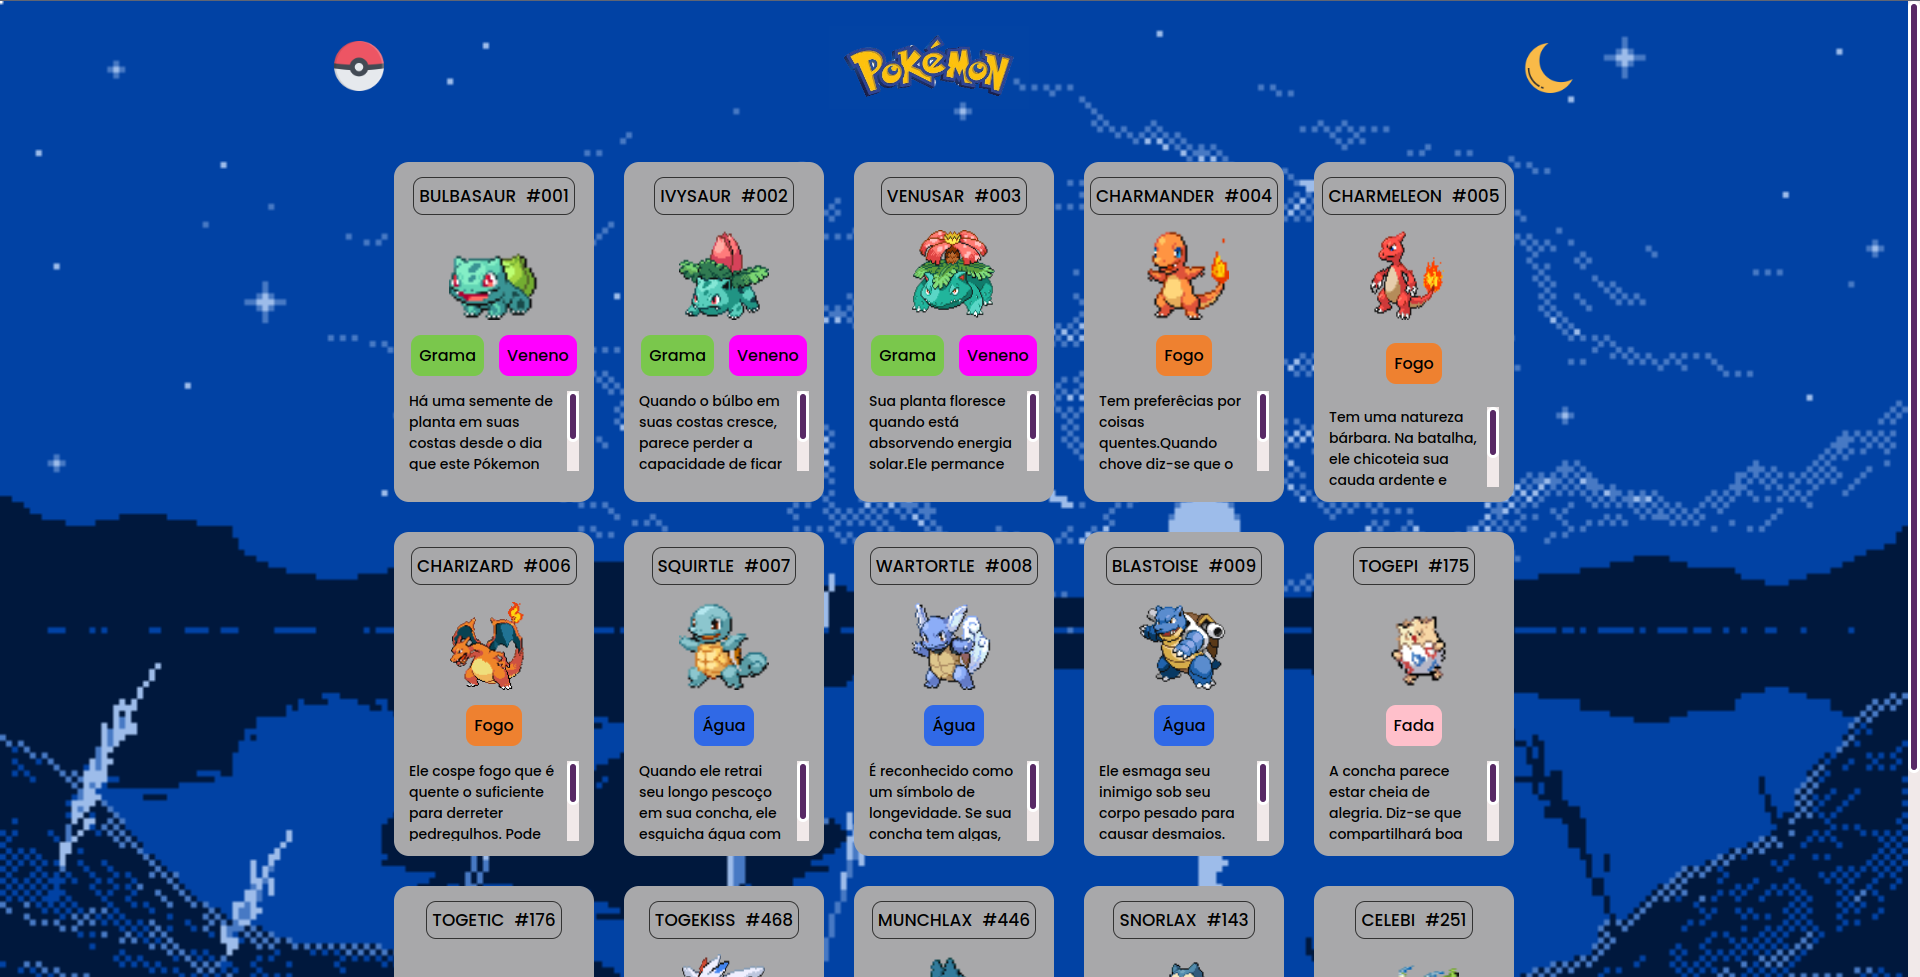 POKéMON
BULBASAUR #001
Grama Veneno
Há uma semente de
planta em suas
costas desde o dia
que este Pókemon
IVYSAUR #002
Grama Veneno
Quando o búlbo em
suas costas cresce,
parece perder a
capacidade de ficar
VENUSAR #003
Grama Veneno
Sua planta floresce
quando está
absorvendo energia
solar.Ele permance
CHARMANDER #004
Fogo
Tem preferêcias por
coisas
quentes.Quando
chove diz-se que o
CHARMELEON #005
Fogo
Tem uma natureza
bárbara. Na batalha,
ele chicoteia sua
cauda ardente e
CHARIZARD #006
Fogo
Ele cospe fogo que é
quente o suficiente
para derreter
pedregulhos. Pode
SQUIRTLE #007
Água
Quando ele retrai
seu longo pescoço
em sua concha, ele
esguicha água com
WARTORTLE #008
Água
É reconhecido como
um símbolo de
longevidade. Se sua
concha tem algas,
BLASTOISE #009
Água
Ele esmaga seu
inimigo sob seu
corpo pesado para
causar desmaios.
TOGEPI #175
Fada
A concha parece
estar cheia de
alegria. Diz-se que
compartilhará boa
TOGETIC #176
TOGEKISS #468
MUNCHLAX #446
SNORLAX #143
CELEBI #251